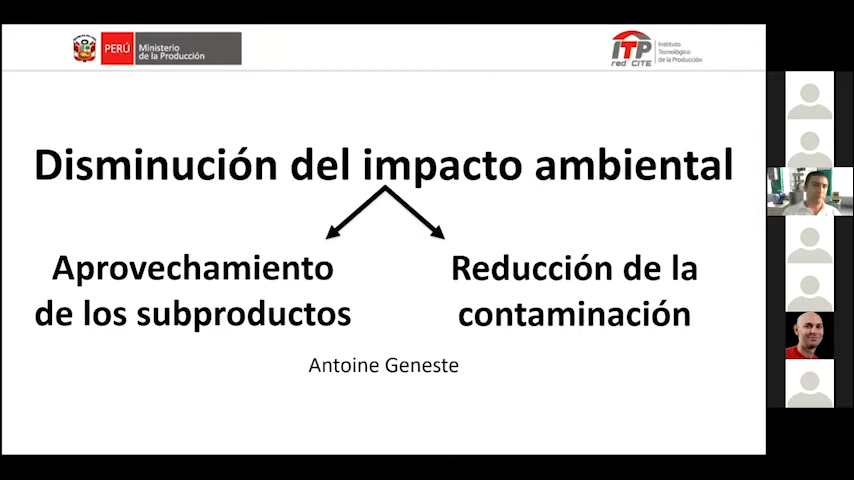 PERÚ
Ministerio
de la Producción
ITP
red CITE
Instituto
Tecnológico
de la Producción
Disminución del impacto ambiental
Aprovechamiento
de los subproductos
Reducción de la
contaminación
Antoine Geneste